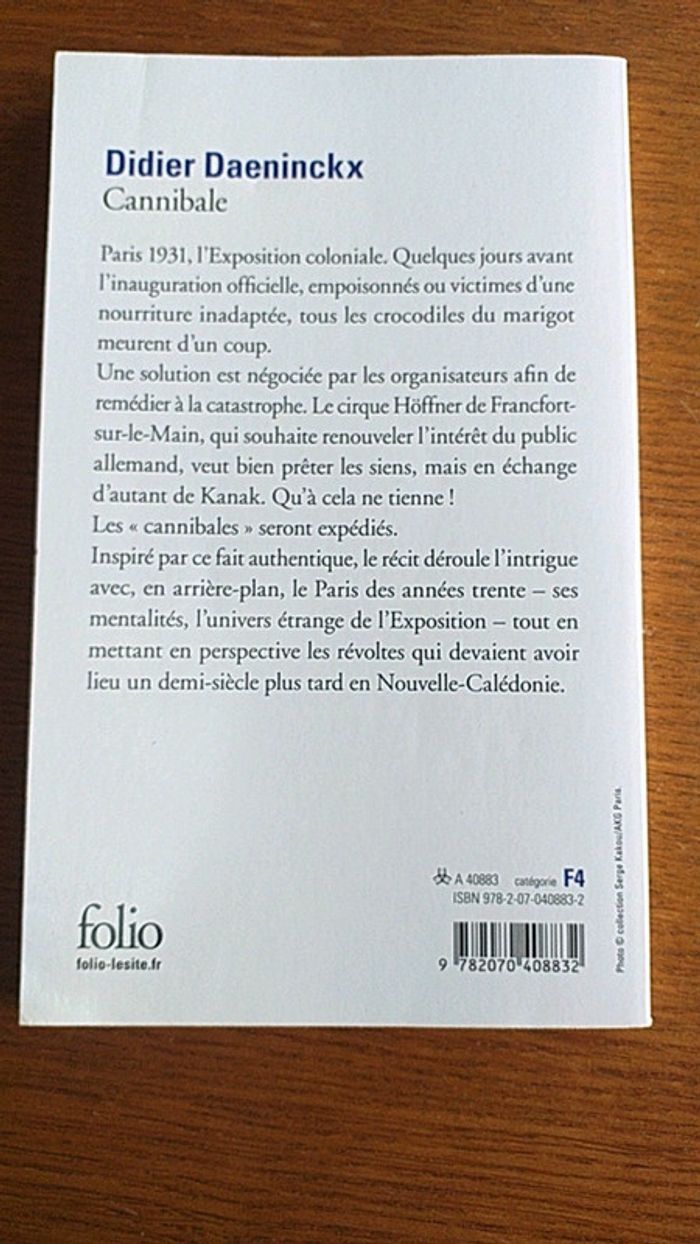 Didier Daeninckx
Cannibale
Paris 1931, l'Exposition coloniale. Quelques jours avant
l'inauguration officielle, empoisonnés ou victimes d'une
nourriture inadaptée, tous les crocodiles du marigot
meurent d'un coup.
Une solution est négociée par les organisateurs afin de
remédier à la catastrophe. Le cirque Höffner de Francfort-
sur-le-Main, qui souhaite renouveler l'intérêt du public
allemand, veut bien prêter les siens, mais en échange
d'autant de Kanak. Qu'à cela ne tienne !
Les « cannibales » seront expédiés.
Inspiré par ce fait authentique, le récit déroule l'intrigue
avec, en arrière-plan, le Paris des années trente – ses
mentalités, l'univers étrange de l'Exposition – tout en
mettant en perspective les révoltes qui devaient avoir
lieu un demi-siècle plus tard en Nouvelle-Calédonie.
A 40883 catégorie F4
ISBN 978-2-07-040883-2
folio
folio-lesite.fr
9 782070 408832
Photo © collection Serge Kakou/AKG Paris.